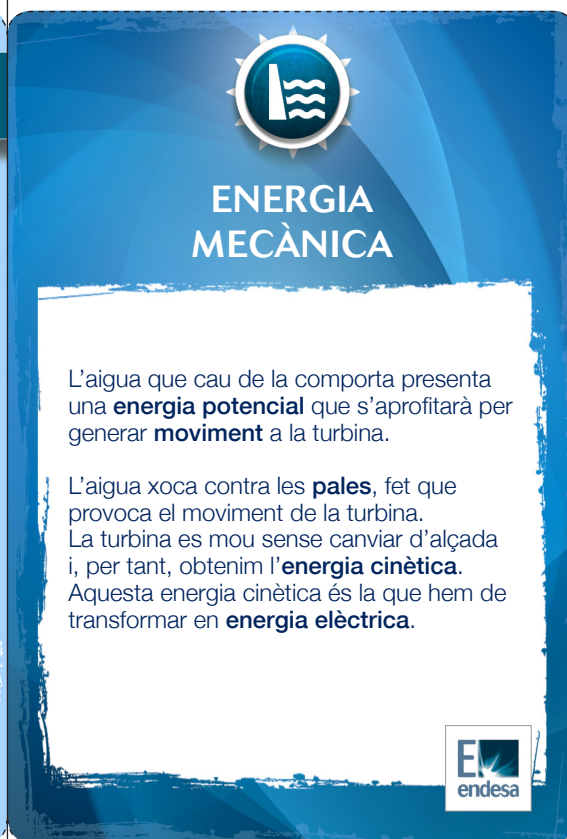 ENERGIA
MECÀNICA
L’aigua que cau de la comporta presenta
una energia potencial que s’aprofitarà per
generar moviment a la turbina.
L’aigua xoca contra les pales, fet que
provoca el moviment de la turbina.
La turbina es mou sense canviar d’alçada
i, per tant, obtenim l’energia cinètica.
Aquesta energia cinètica és la que hem de
transformar en energia elèctrica.
E
endesa